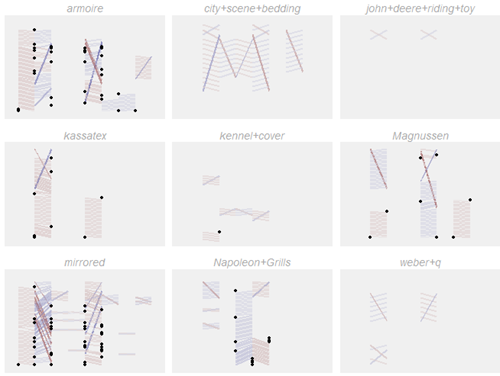 armoire
city+scene+bedding
john+deere+riding+toy
kassatex
kennel+cover
Magnussen
mirrored
Napoleon+Grills
weber+q